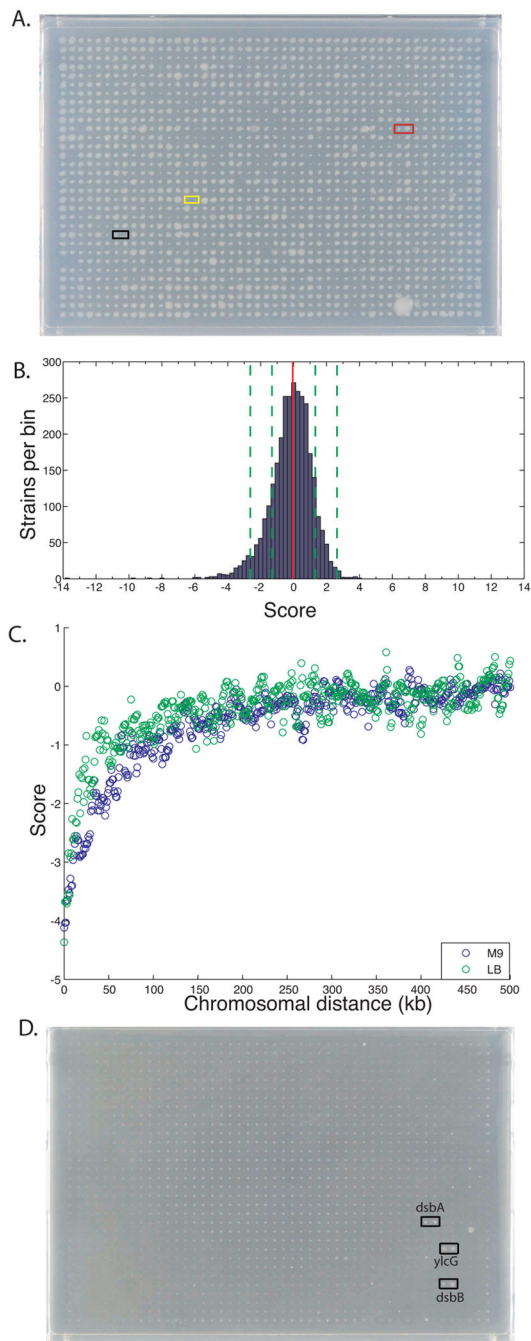 A.
B.
300
250
200
150
100
50
0
Strains per bin
-14 -12 -10 -8 -6 -4 -2 0 2 4 6 8 10 12 14
Score
C.
1
0
-1
-2
-3
-4
-5
Score
M9
LB
0 50 100 150 200 250 300 350 400 450 500
Chromosomal distance (kb)
D.
dsbA
ylcG
dsbB